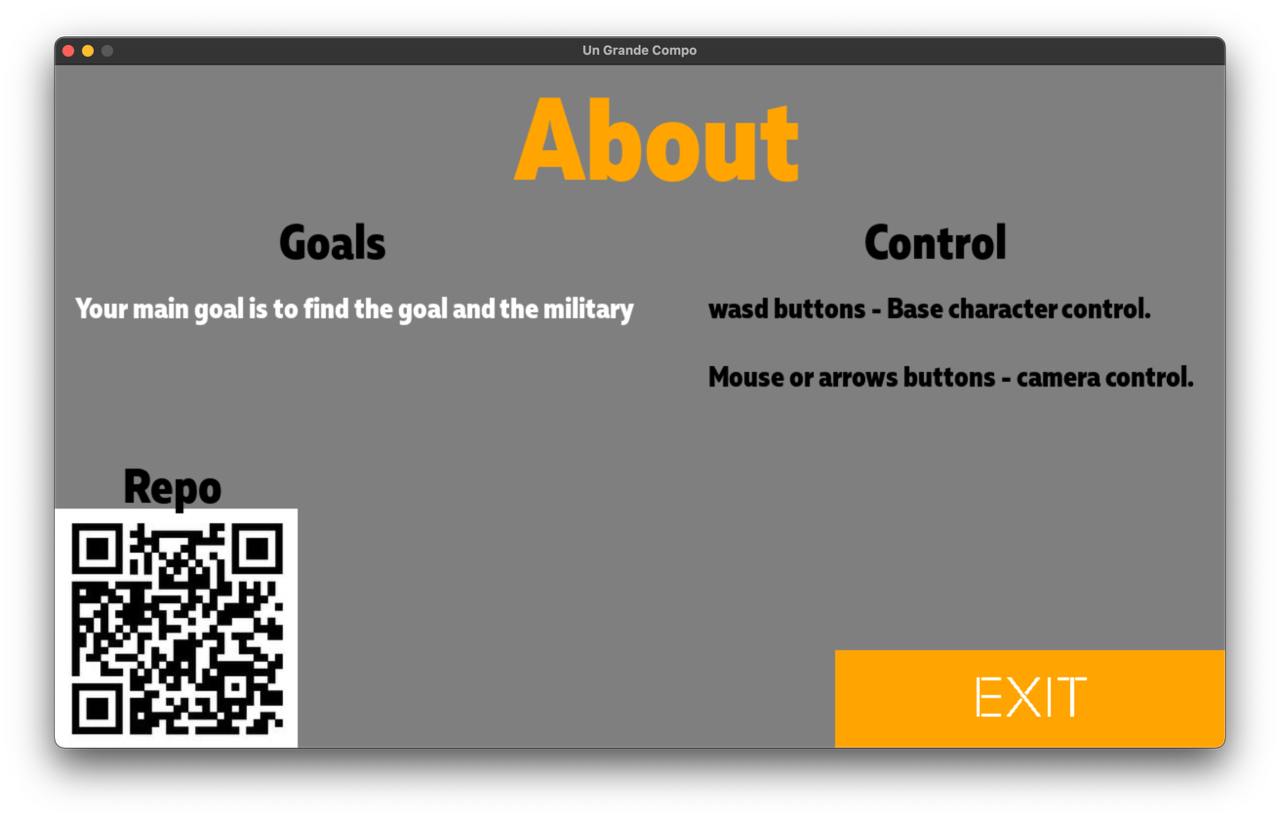 Un Grande Compo
About
Goals
Your main goal is to find the goal and the military
Control
wasd buttons - Base character control.
Mouse or arrows buttons - camera control.
Repo
EXIT